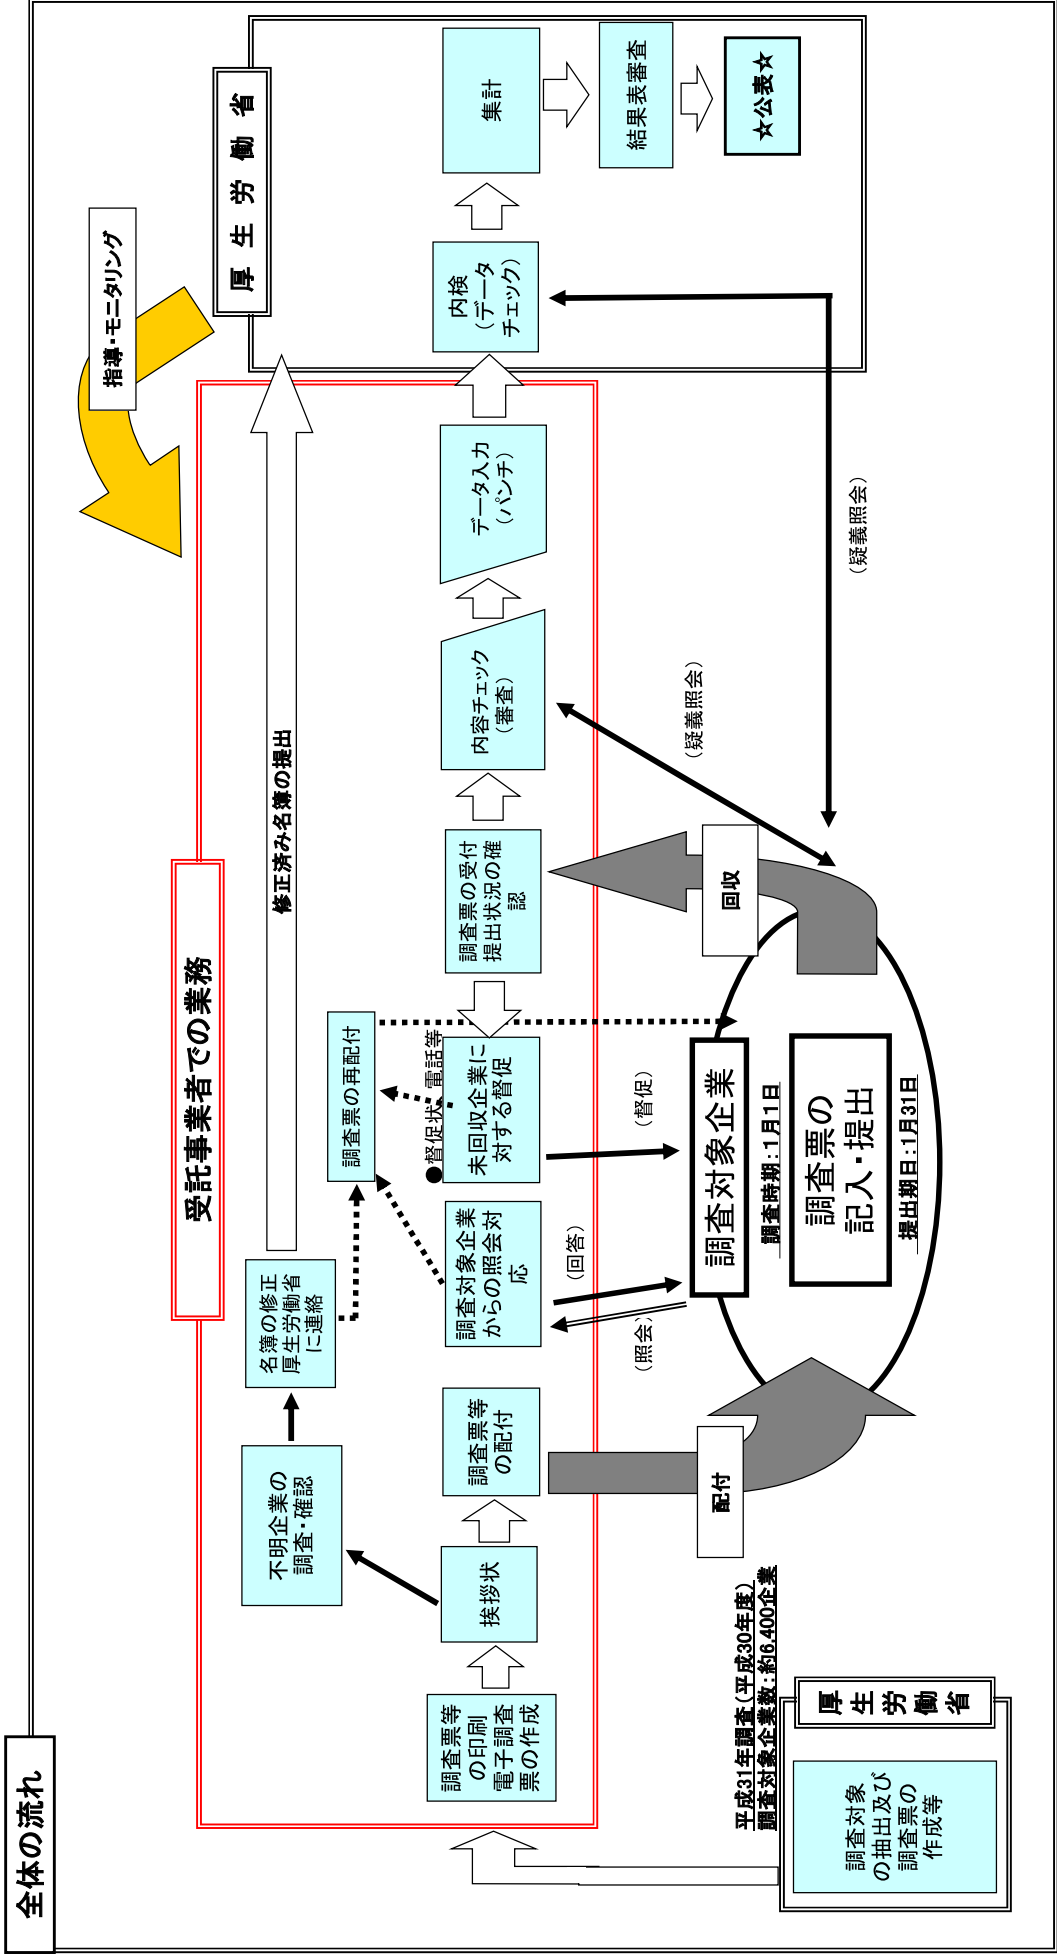 全体の流れ
受託事業者での業務
厚生労働省
指導・モニタリング
修正済み名簿の提出
不明企業の
調査・確認
名簿の修正
厚生労働省
に連絡
調査票の再配付
●督促状、電話等
調査票等
の印刷
電子調査
票の作成
挨拶状
調査票等
の配付
調査対象企業
からの照会対
応
未回収企業に
対する督促
調査票の受付
提出状況の確
認
内容チェック
（審査）
データ入力
（パンチ）
内検
（データ
チェック）
集計
結果表審査
☆公表☆
（照会）
（回答）
（督促）
（疑義照会）
（疑義照会）
配付
回収
調査対象企業
調査時期：1月1日
調査票の
記入・提出
提出期日：1月31日
平成31年調査（平成30年度）
調査対象企業数：約6,400企業
厚生労働省
調査対象
の抽出及び
調査票の
作成等